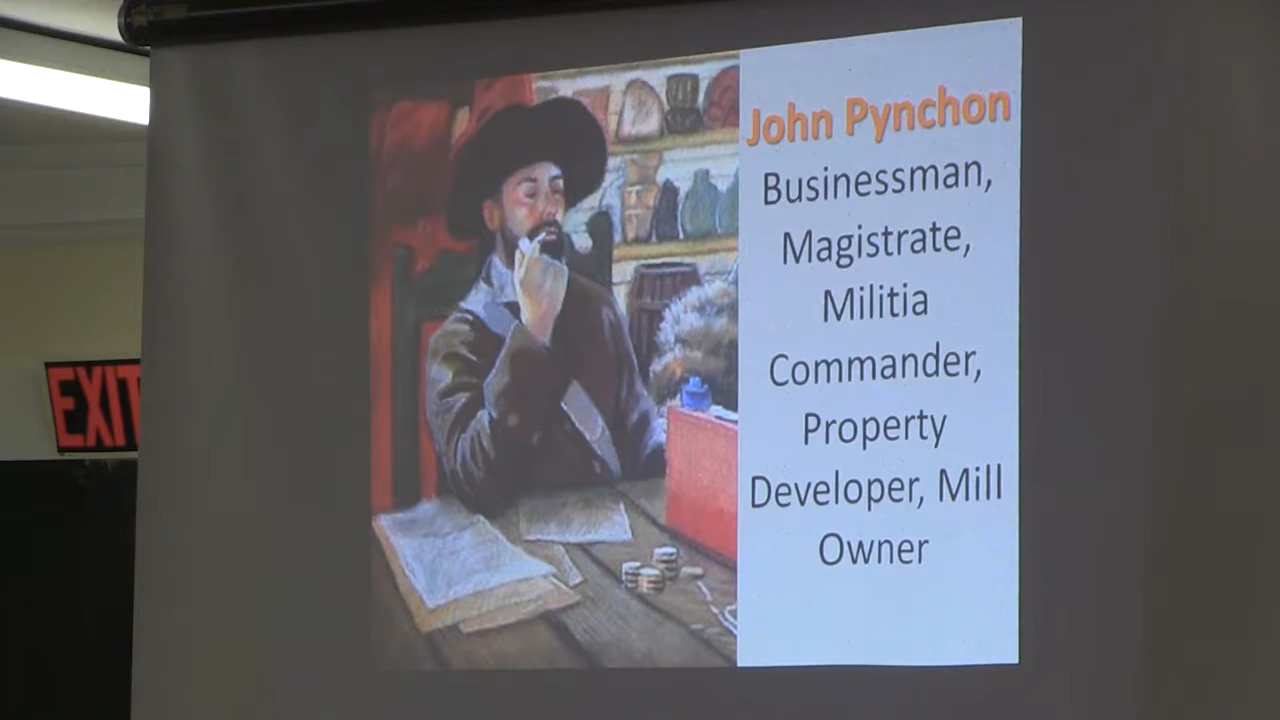 John Pynchon
Businessman,
Magistrate,
Militia
Commander,
Property
Developer, Mill
Owner
EXIT